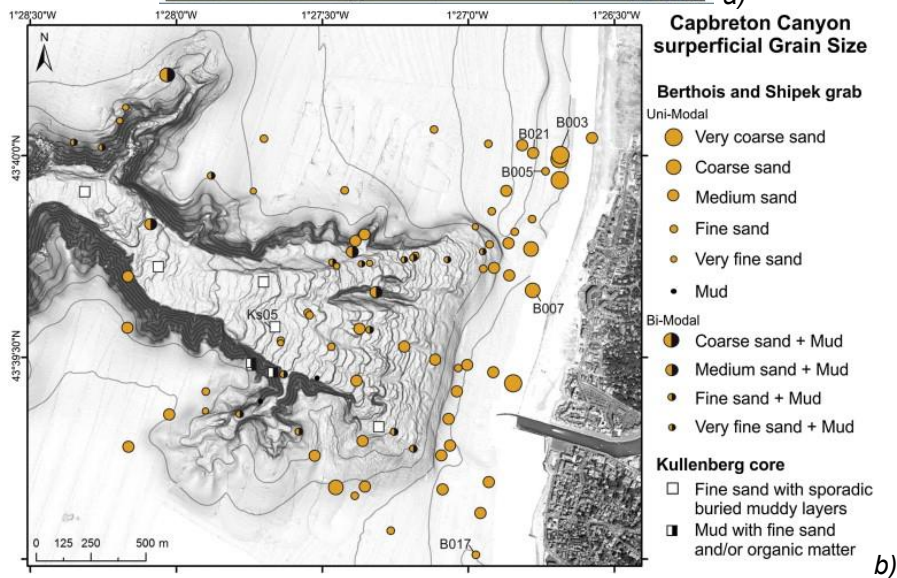 a)
1°28'30"W
1°28'0"W
1°27'30"W
1°27'0"W
1°26'30"W
Capbreton Canyon
surperficial Grain Size
N
Berthois and Shipek grab
Uni-Modal
Very coarse sand
Coarse sand
Medium sand
Fine sand
Very fine sand
Mud
Bi-Modal
Coarse sand + Mud
Medium sand + Mud
Fine sand + Mud
Very fine sand + Mud
Kullenberg core
Fine sand with sporadic
buried muddy layers
Mud with fine sand
and/or organic matter
B021
B003
B005
43°40'0"N
B007
Ks05
43°39'30"N
0 125 250 500 m
B017
b)